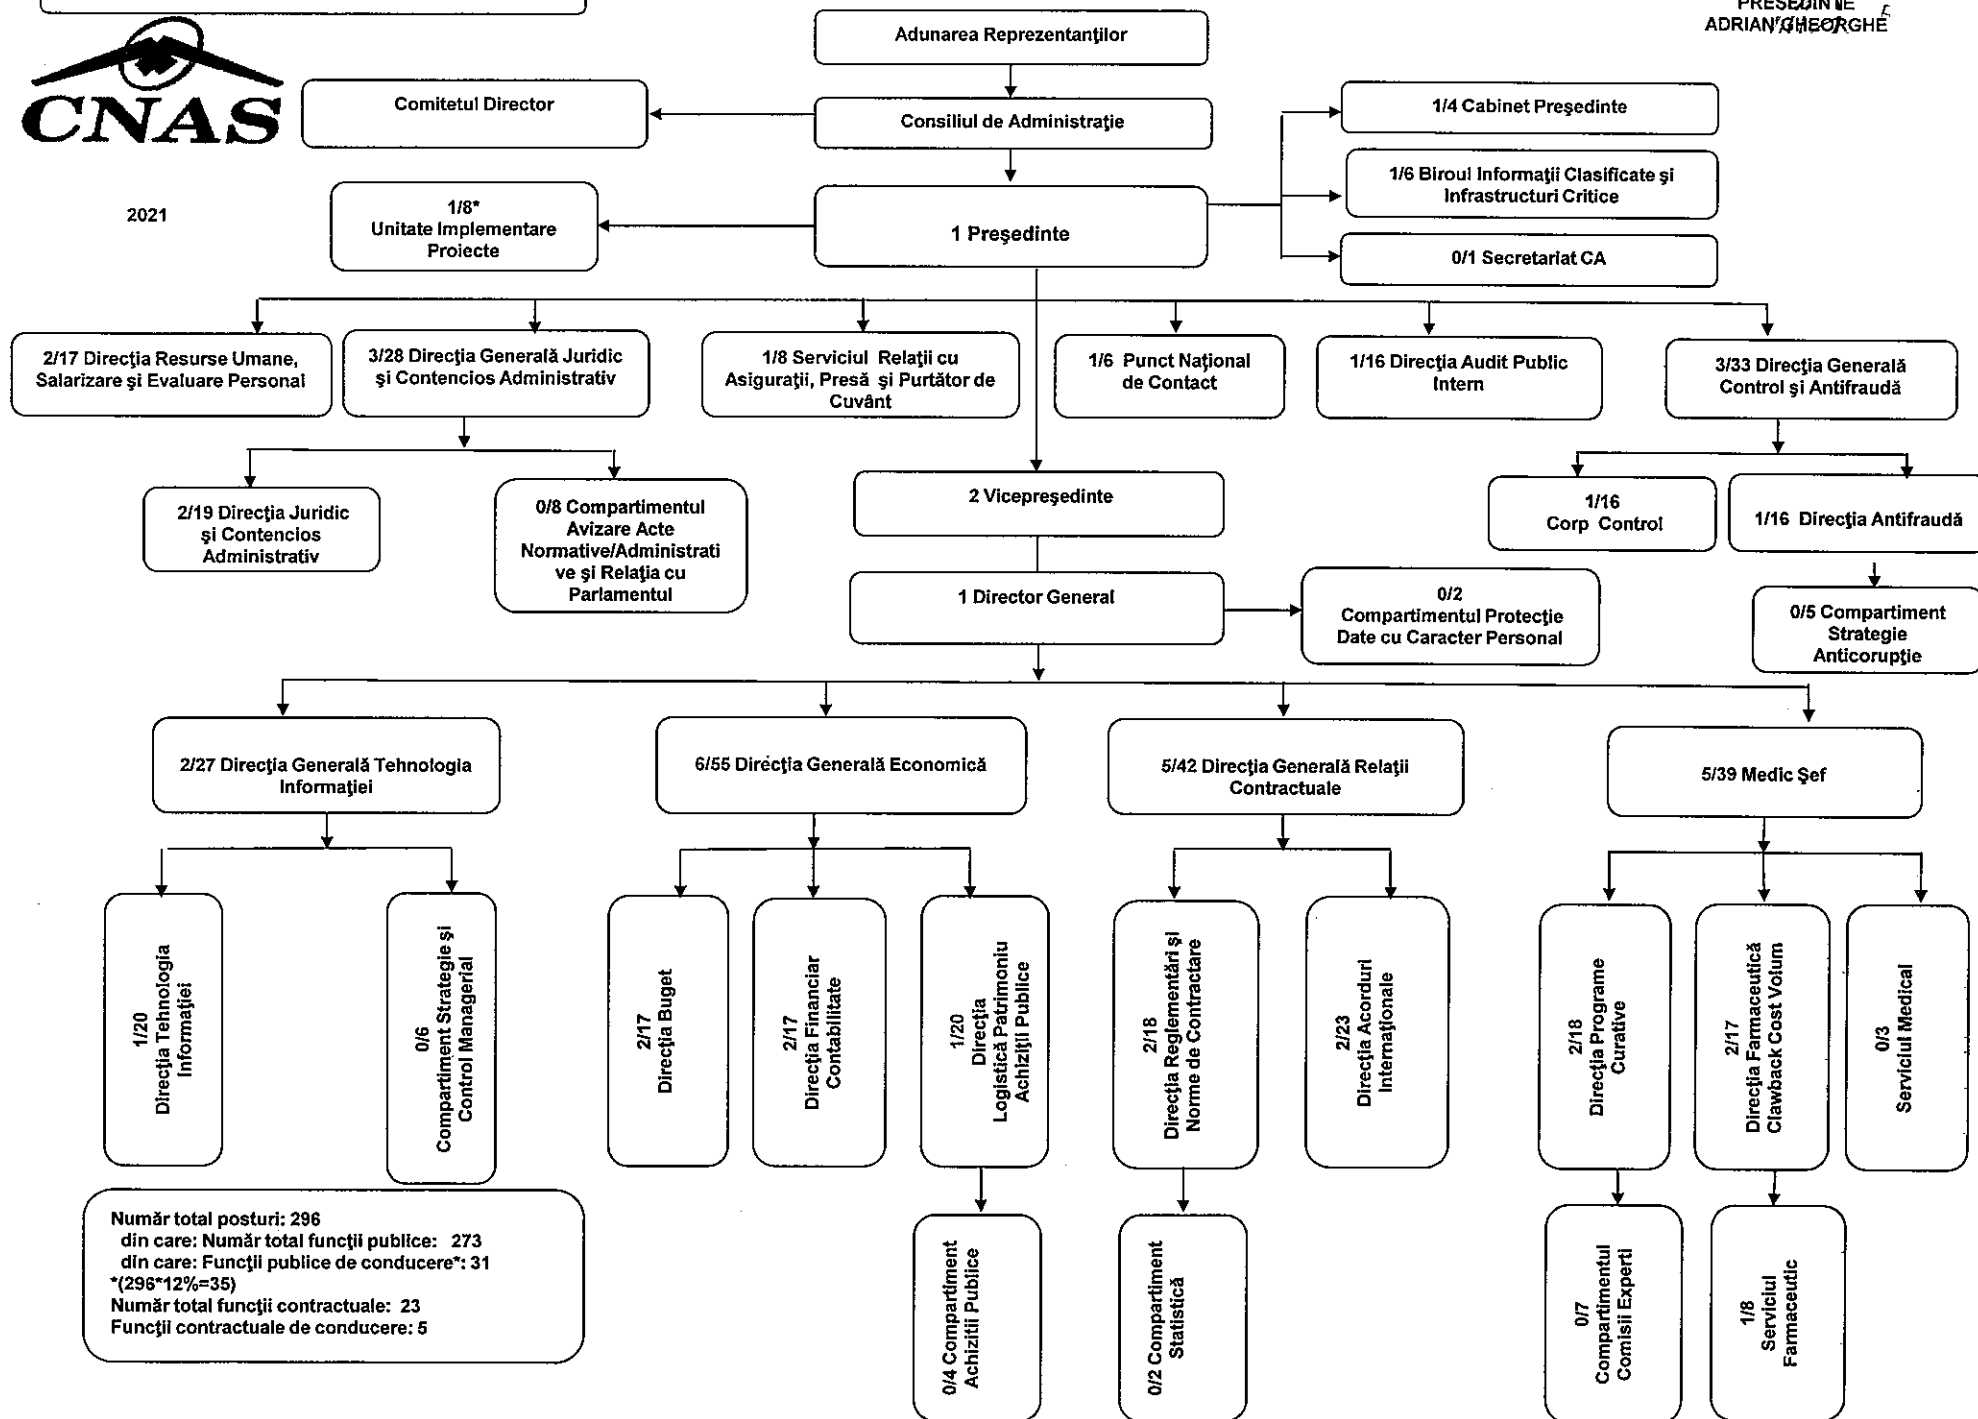 PREȘEDINTE
ADRIAN GHEORGHE
CNAS
2021
Adunarea Reprezentanţilor
Comitetul Director
Consiliul de Administraţie
1/4 Cabinet Preşedinte
1/6 Biroul Informaţii Clasificate şi
Infrastructuri Critice
1/8*
Unitate Implementare
Proiecte
1 Preşedinte
0/1 Secretariat CA
2/17 Direcţia Resurse Umane,
Salarizare şi Evaluare Personal
3/28 Direcţia Generală Juridic
şi Contencios Administrativ
1/8 Serviciul Relaţii cu
Asiguraţii, Presă şi Purtător de
Cuvânt
1/6 Punct Naţional
de Contact
1/16 Direcţia Audit Public
Intern
3/33 Direcţia Generală
Control şi Antifraudă
2/19 Direcţia Juridic
şi Contencios
Administrativ
0/8 Compartimentul
Avizare Acte
Normative/Administrati
ve şi Relaţia cu
Parlamentul
2 Vicepreşedinte
1/16
Corp Control
1/16 Direcţia Antifraudă
1 Director General
0/2
Compartimentul Protecţie
Date cu Caracter Personal
0/5 Compartiment
Strategie
Anticorupţie
2/27 Direcţia Generală Tehnologia
Informaţiei
6/55 Direcţia Generală Economică
5/42 Direcţia Generală Relaţii
Contractuale
5/39 Medic Şef
1/20
Direcţia Tehnologia
Informaţiei
0/6
Compartiment Strategie şi
Control Managerial
2/17
Direcţia Buget
2/17
Direcţia Financiar
Contabilitate
1/20
Direcţia
Logistică Patrimoniu
Achiziţii Publice
2/18
Direcţia Reglementări şi
Norme de Contractare
2/23
Direcţia Acorduri
Internaţionale
2/18
Direcţia Programe
Curative
2/17
Direcţia Farmaceutică
Clawback Cost Volum
0/3
Serviciul Medical
0/4 Compartiment
Achizitii Publice
0/2 Compartiment
Statistică
0/7
Compartimentul
Comisii Experti
1/8
Serviciul
Farmaceutic
Număr total posturi: 296
din care: Număr total funcţii publice: 273
din care: Funcţii publice de conducere*: 31
*(296*12%=35)
Număr total funcţii contractuale: 23
Funcţii contractuale de conducere: 5